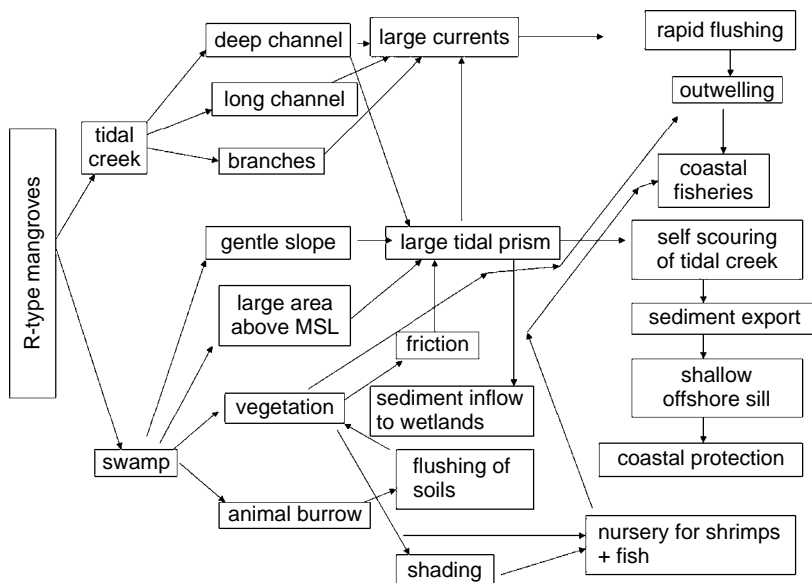 R-type mangroves
tidal
creek
swamp
deep channel
long channel
branches
gentle slope
large area
above MSL
vegetation
animal burrow
large currents
large tidal prism
friction
sediment inflow
to wetlands
flushing of
soils
shading
rapid flushing
outwelling
coastal
fisheries
self scouring
of tidal creek
sediment export
shallow
offshore sill
coastal protection
nursery for shrimps
+ fish